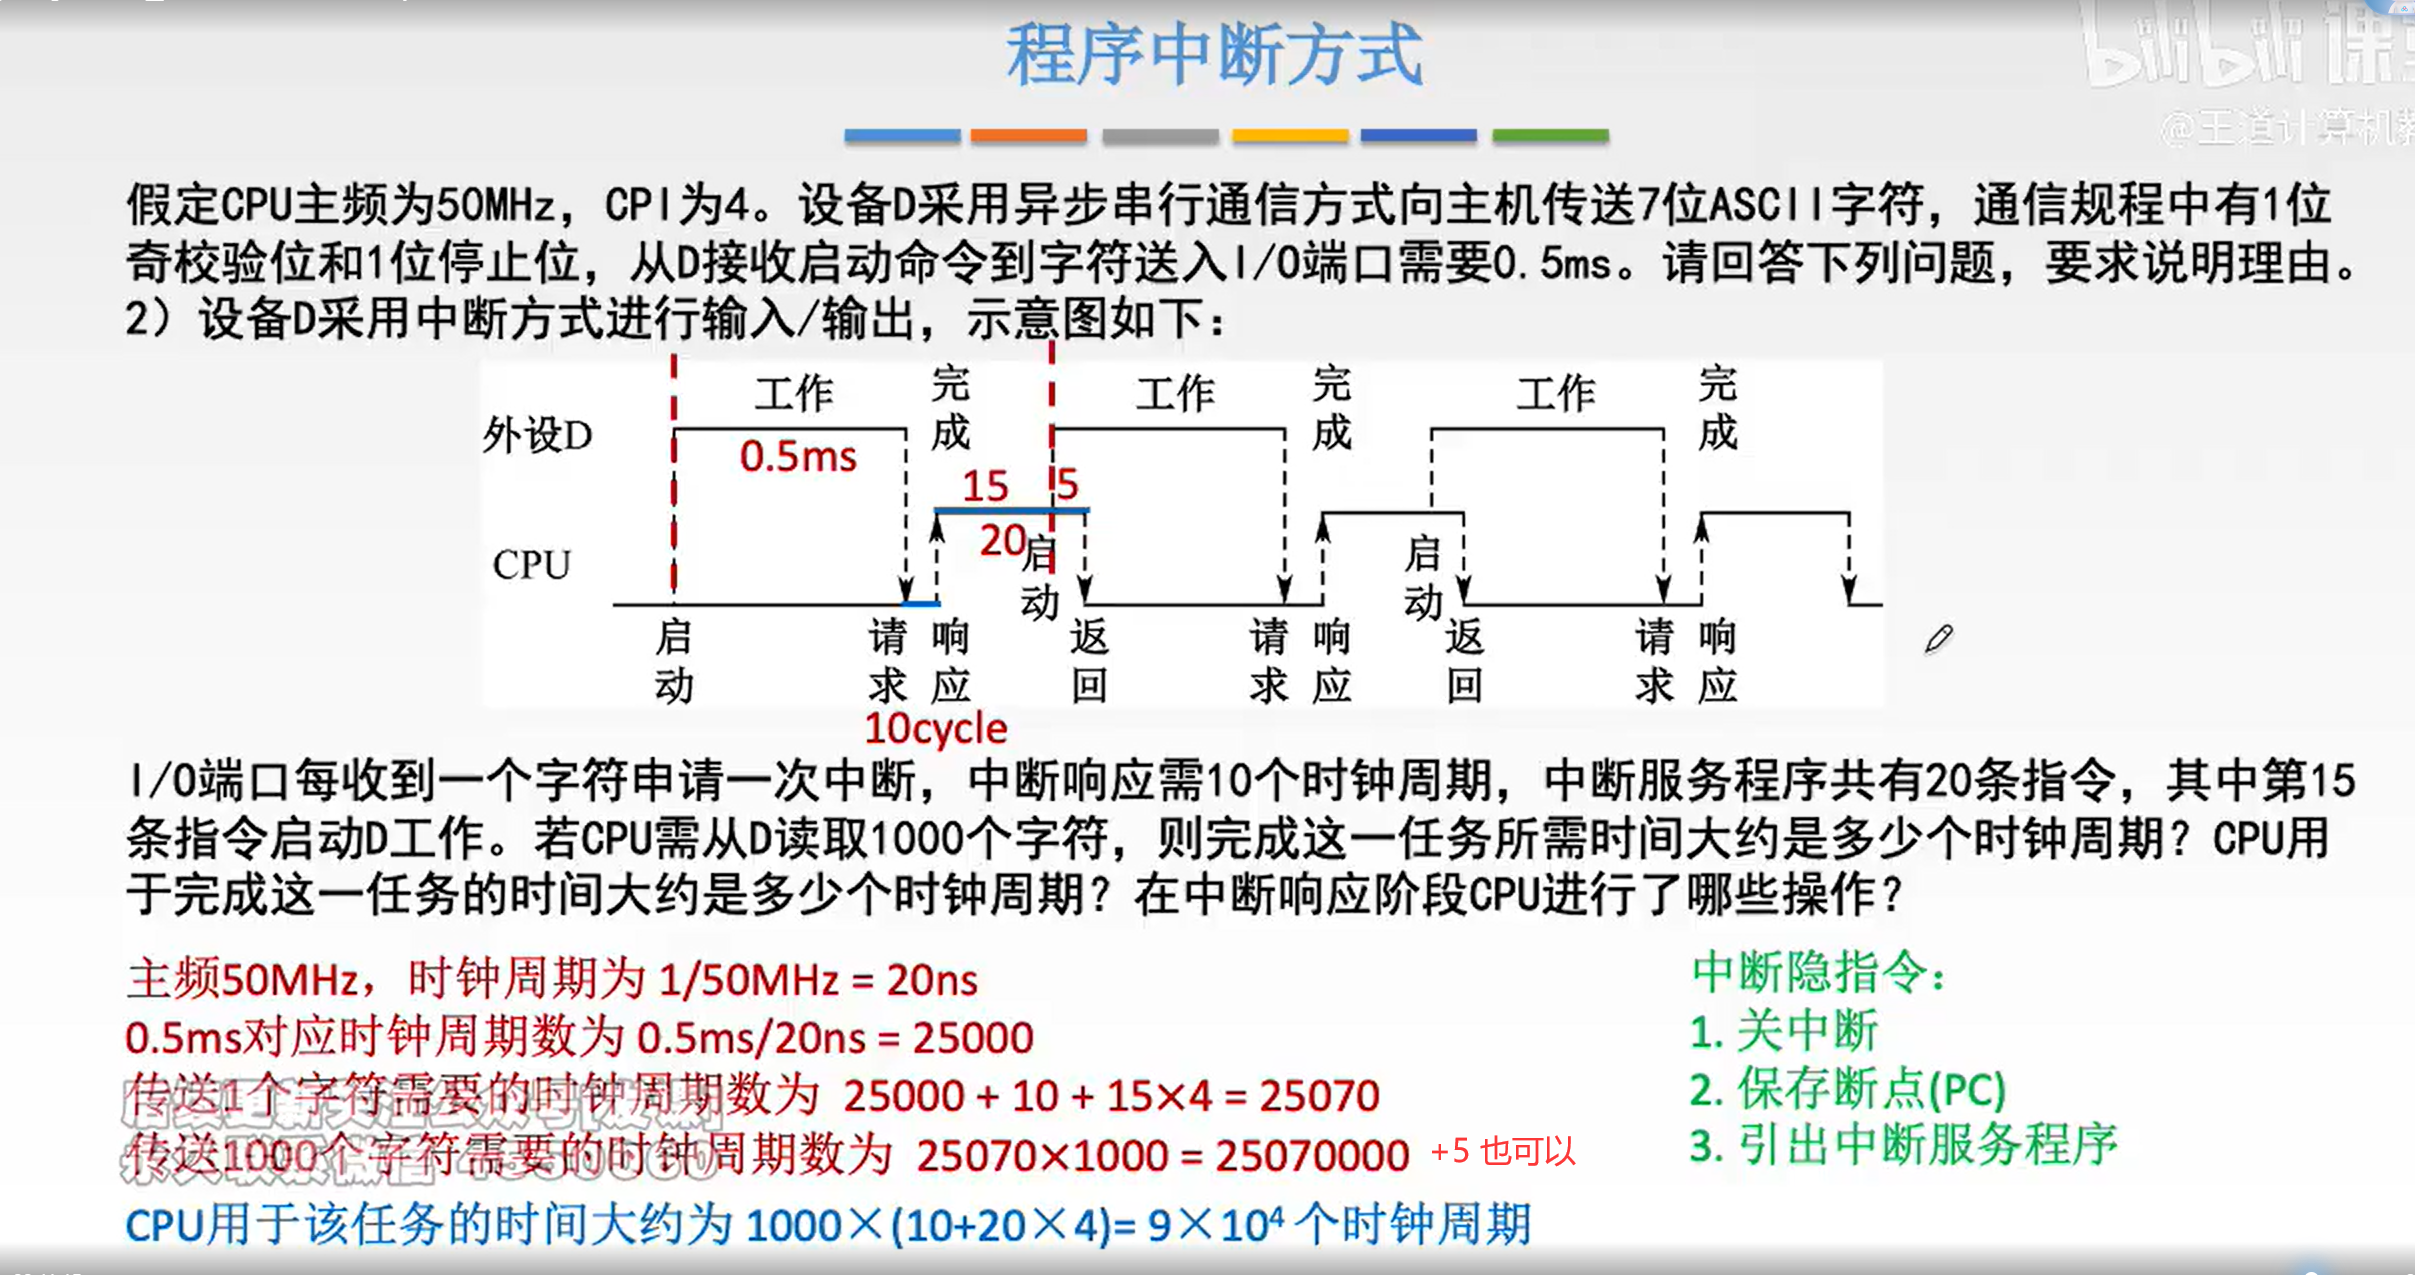 程序中断方式
bilibili 课
@王道计算机教
假定CPU主频为50MHz，CPI为4。设备D采用异步串行通信方式向主机传送7位ASCII字符，通信规程中有1位
奇校验位和1位停止位，从D接收启动命令到字符送入I/O端口需要0.5ms。请回答下列问题，要求说明理由。
2）设备D采用中断方式进行输入/输出，示意图如下：
工作 完成 工作 完成 工作 完成
外设D
0.5ms
15 5
20
CPU
启动 启动
启动 请求 响应 返回 请求 响应 返回 请求 响应
10cycle
I/O端口每收到一个字符申请一次中断，中断响应需10个时钟周期，中断服务程序共有20条指令，其中第15
条指令启动D工作。若CPU需从D读取1000个字符，则完成这一任务所需时间大约是多少个时钟周期？CPU用
于完成这一任务的时间大约是多少个时钟周期？在中断响应阶段CPU进行了哪些操作？
主频50MHz，时钟周期为 1/50MHz = 20ns
0.5ms对应时钟周期数为 0.5ms/20ns = 25000
传送1个字符需要的时钟周期数为 25000 + 10 + 15×4 = 25070
传送1000个字符需要的时钟周期数为 25070×1000 = 25070000 +5 也可以
CPU用于该任务的时间大约为 1000×(10+20×4)= 9×10⁴ 个时钟周期
中断隐指令：
1. 关中断
2. 保存断点(PC)
3. 引出中断服务程序